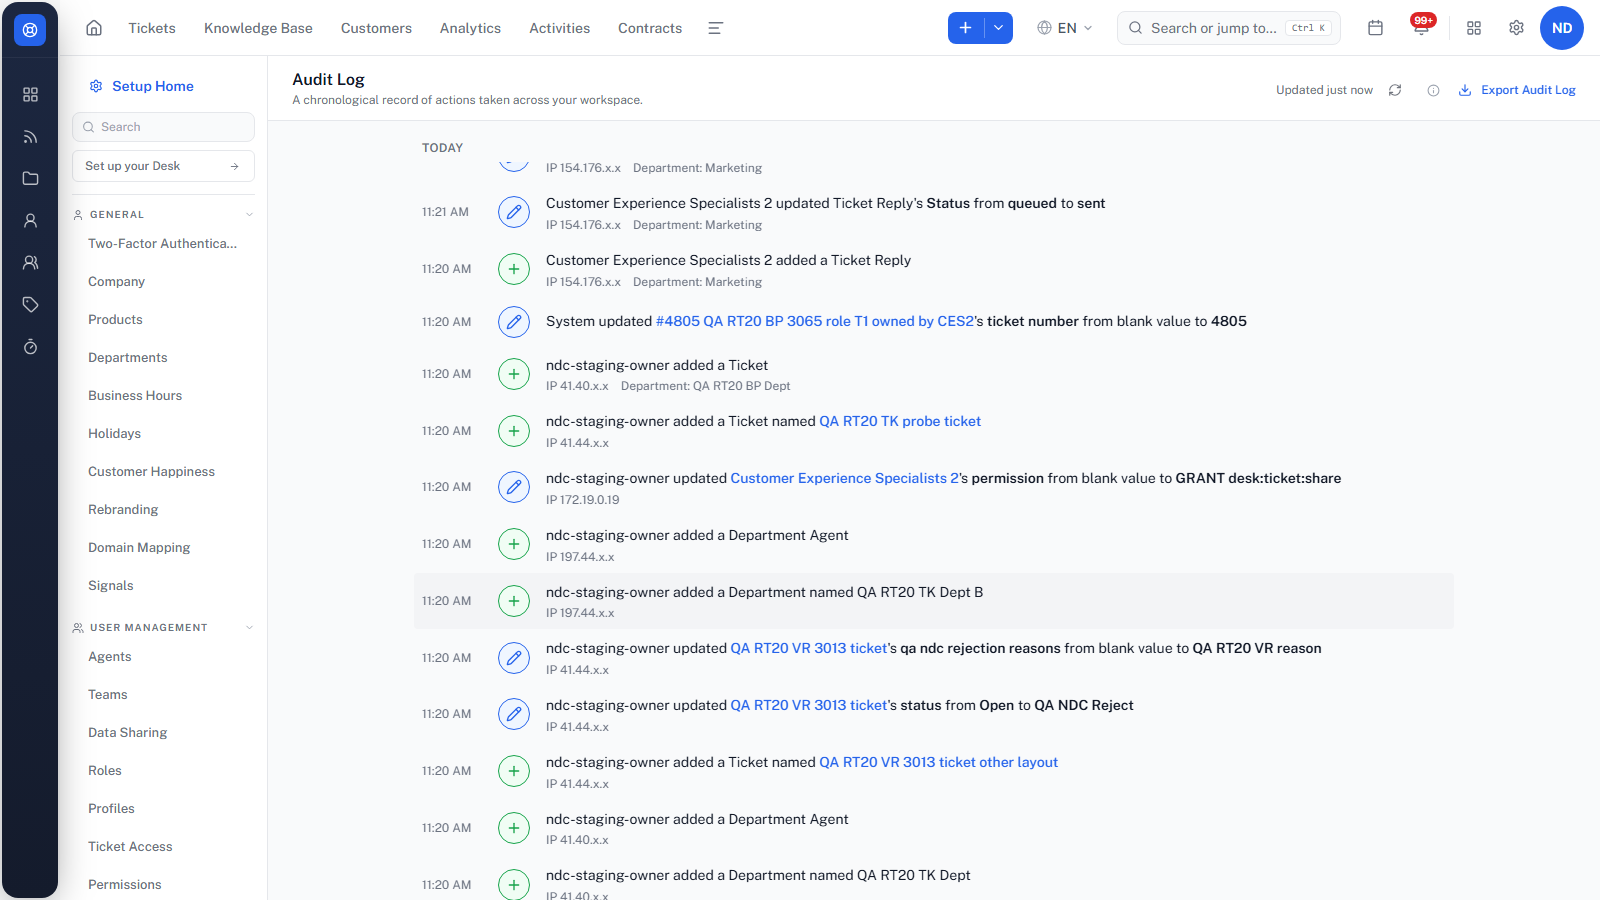 Tickets
Knowledge Base
Customers
Analytics
Activities
Contracts
EN
Search or jump to...
Ctrl K
99+
ND
Setup Home
Search
Set up your Desk
GENERAL
Two-Factor Authentica...
Company
Products
Departments
Business Hours
Holidays
Customer Happiness
Rebranding
Domain Mapping
Signals
USER MANAGEMENT
Agents
Teams
Data Sharing
Roles
Profiles
Ticket Access
Permissions
Audit Log
A chronological record of actions taken across your workspace.
Updated just now
Export Audit Log
TODAY
IP 154.176.x.x Department: Marketing
11:21 AM
Customer Experience Specialists 2 updated Ticket Reply's Status from queued to sent
IP 154.176.x.x Department: Marketing
11:20 AM
Customer Experience Specialists 2 added a Ticket Reply
IP 154.176.x.x Department: Marketing
11:20 AM
System updated #4805 QA RT20 BP 3065 role T1 owned by CES2's ticket number from blank value to 4805
11:20 AM
ndc-staging-owner added a Ticket
IP 41.40.x.x Department: QA RT20 BP Dept
11:20 AM
ndc-staging-owner added a Ticket named QA RT20 TK probe ticket
IP 41.44.x.x
11:20 AM
ndc-staging-owner updated Customer Experience Specialists 2's permission from blank value to GRANT desk:ticket:share
IP 172.19.0.19
11:20 AM
ndc-staging-owner added a Department Agent
IP 197.44.x.x
11:20 AM
ndc-staging-owner added a Department named QA RT20 TK Dept B
IP 197.44.x.x
11:20 AM
ndc-staging-owner updated QA RT20 VR 3013 ticket's qa ndc rejection reasons from blank value to QA RT20 VR reason
IP 41.44.x.x
11:20 AM
ndc-staging-owner updated QA RT20 VR 3013 ticket's status from Open to QA NDC Reject
IP 41.44.x.x
11:20 AM
ndc-staging-owner added a Ticket named QA RT20 VR 3013 ticket other layout
IP 41.44.x.x
11:20 AM
ndc-staging-owner added a Department Agent
IP 41.40.x.x
11:20 AM
ndc-staging-owner added a Department named QA RT20 TK Dept
IP 41.40.x.x